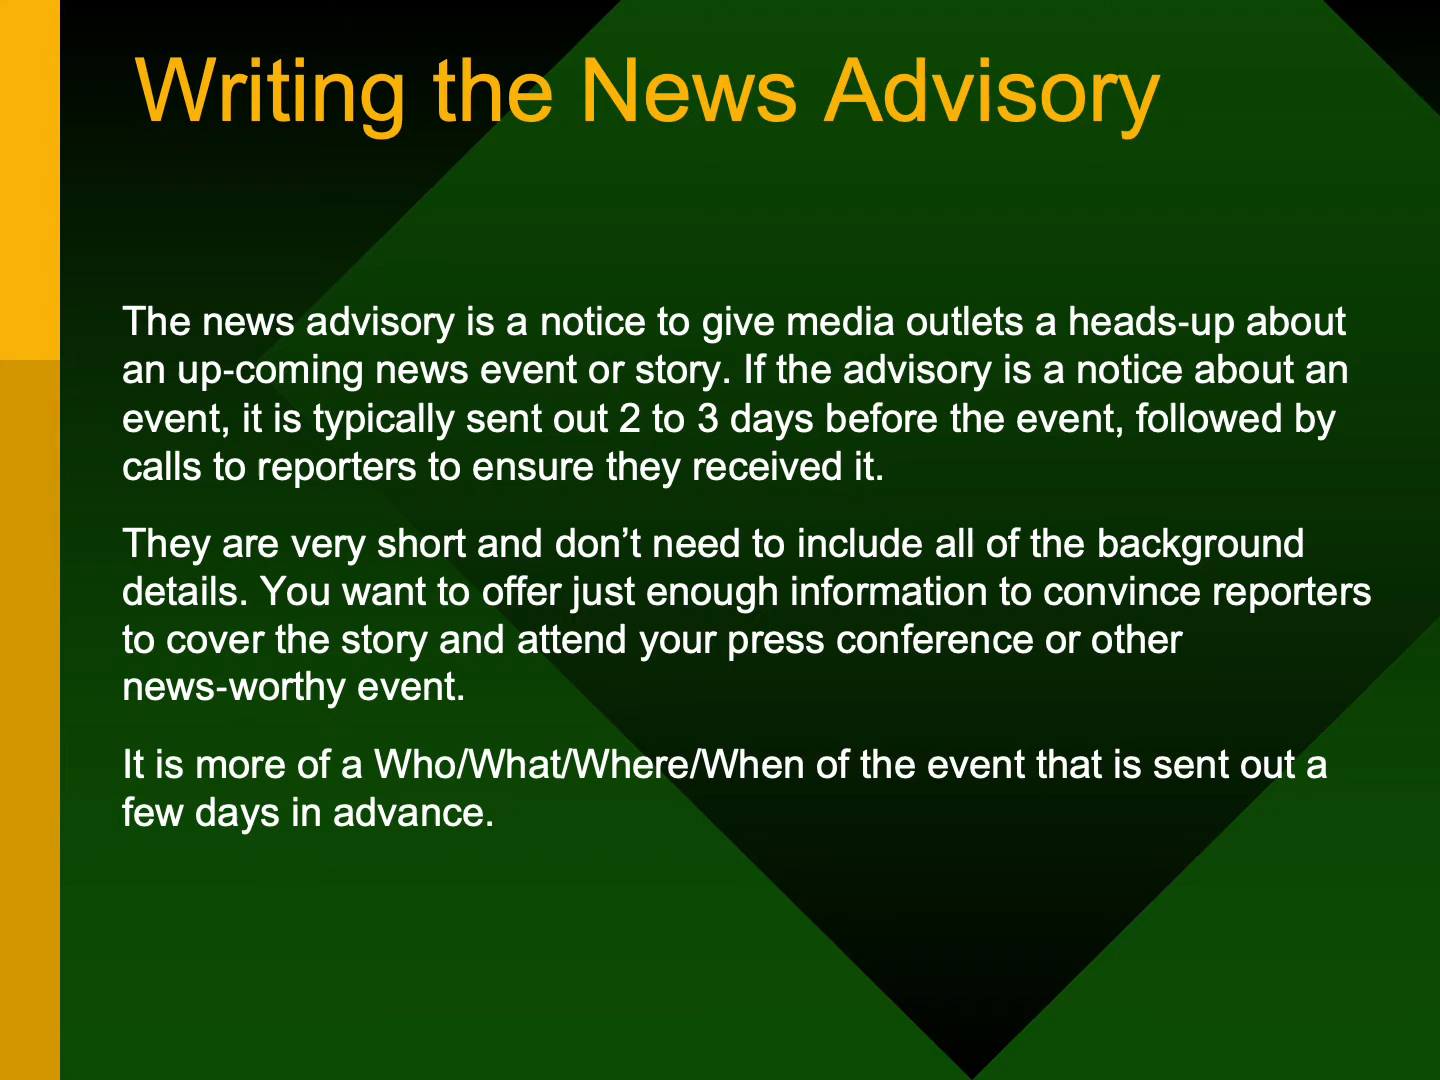 Writing the News Advisory
The news advisory is a notice to give media outlets a heads-up about
an up-coming news event or story. If the advisory is a notice about an
event, it is typically sent out 2 to 3 days before the event, followed by
calls to reporters to ensure they received it.
They are very short and don’t need to include all of the background
details. You want to offer just enough information to convince reporters
to cover the story and attend your press conference or other
news-worthy event.
It is more of a Who/What/Where/When of the event that is sent out a
few days in advance.